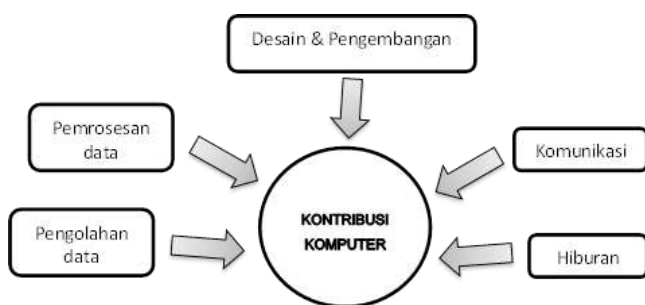 Desain & Pengembangan
Pemrosesan
data
Komunikasi
KONTRIBUSI
KOMPUTER
Pengolahan
data
Hiburan